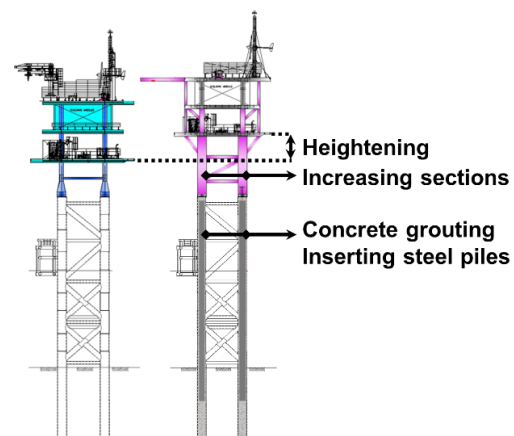 Heightening
Increasing sections
Concrete grouting
Inserting steel piles